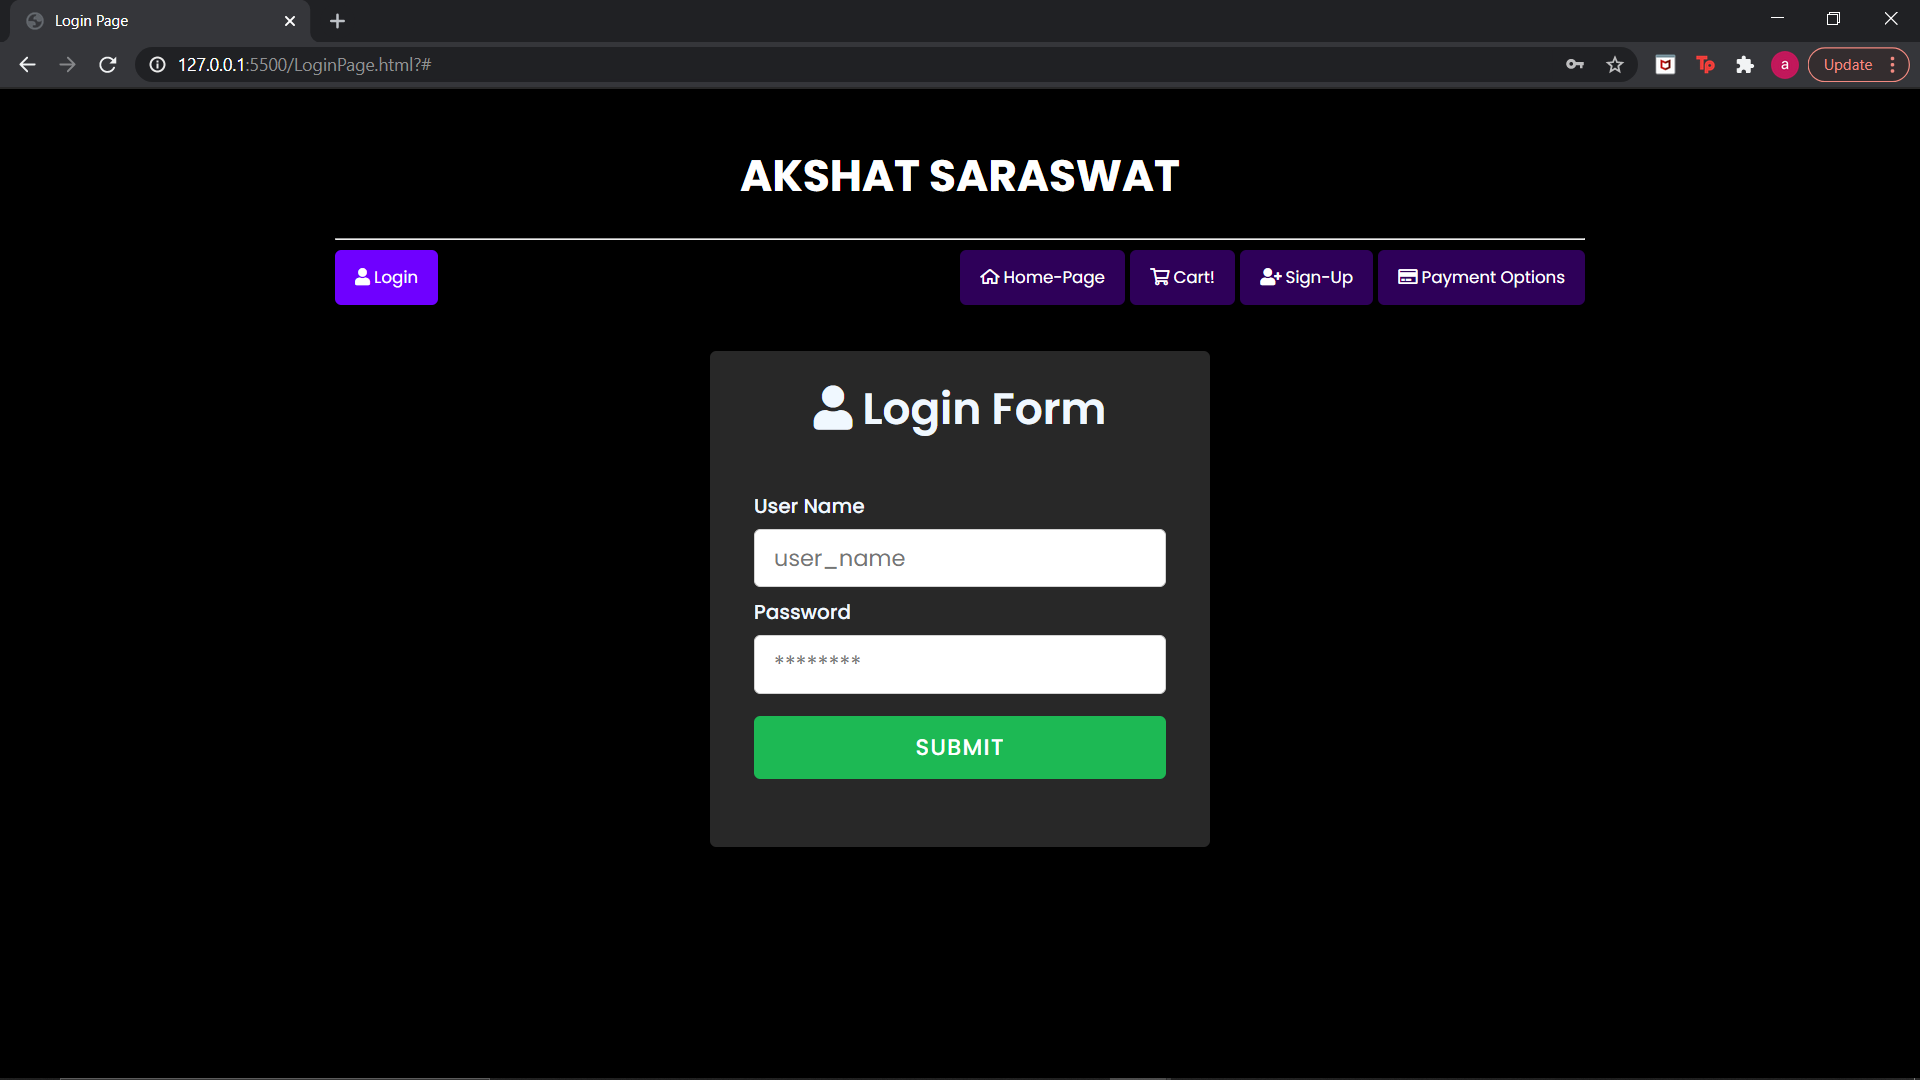 Login Page
127.0.0.1:5500/LoginPage.html?#
Tp
a
Update
AKSHAT SARASWAT
Login
Home-Page
Cart!
Sign-Up
Payment Options
Login Form
User Name
user_name
Password
********
SUBMIT